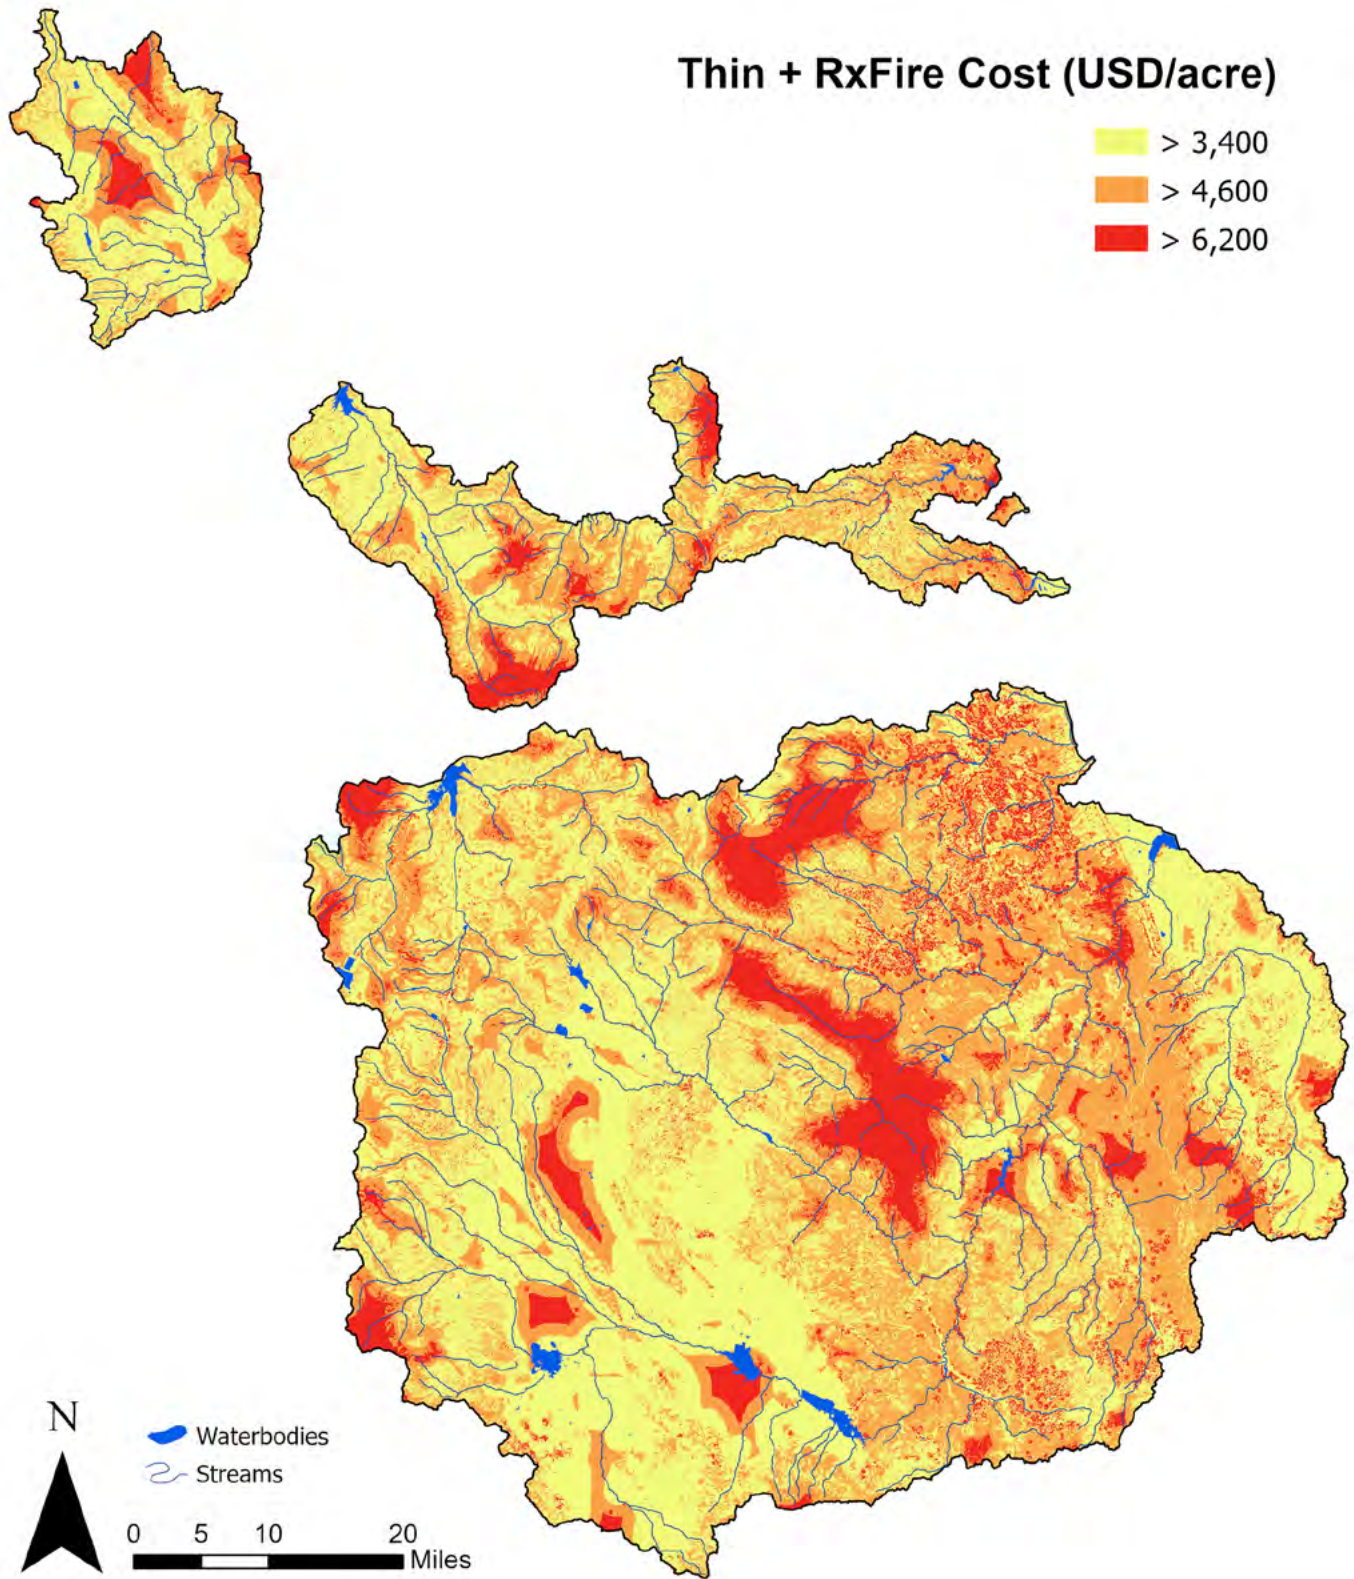 Thin + RxFire Cost (USD/acre)
> 3,400
> 4,600
> 6,200
N
Waterbodies
Streams
0 5 10 20
Miles